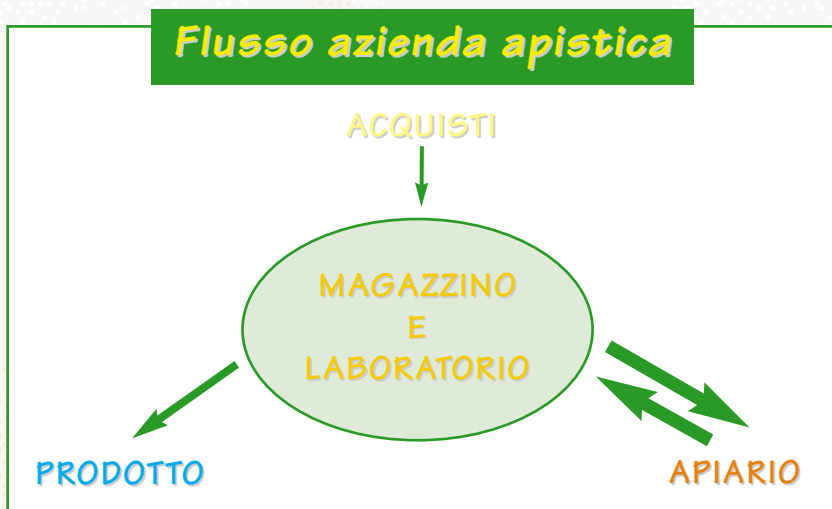 Flusso azienda apistica
ACQUISTI
MAGAZZINO
E
LABORATORIO
PRODOTTO
APIARIO